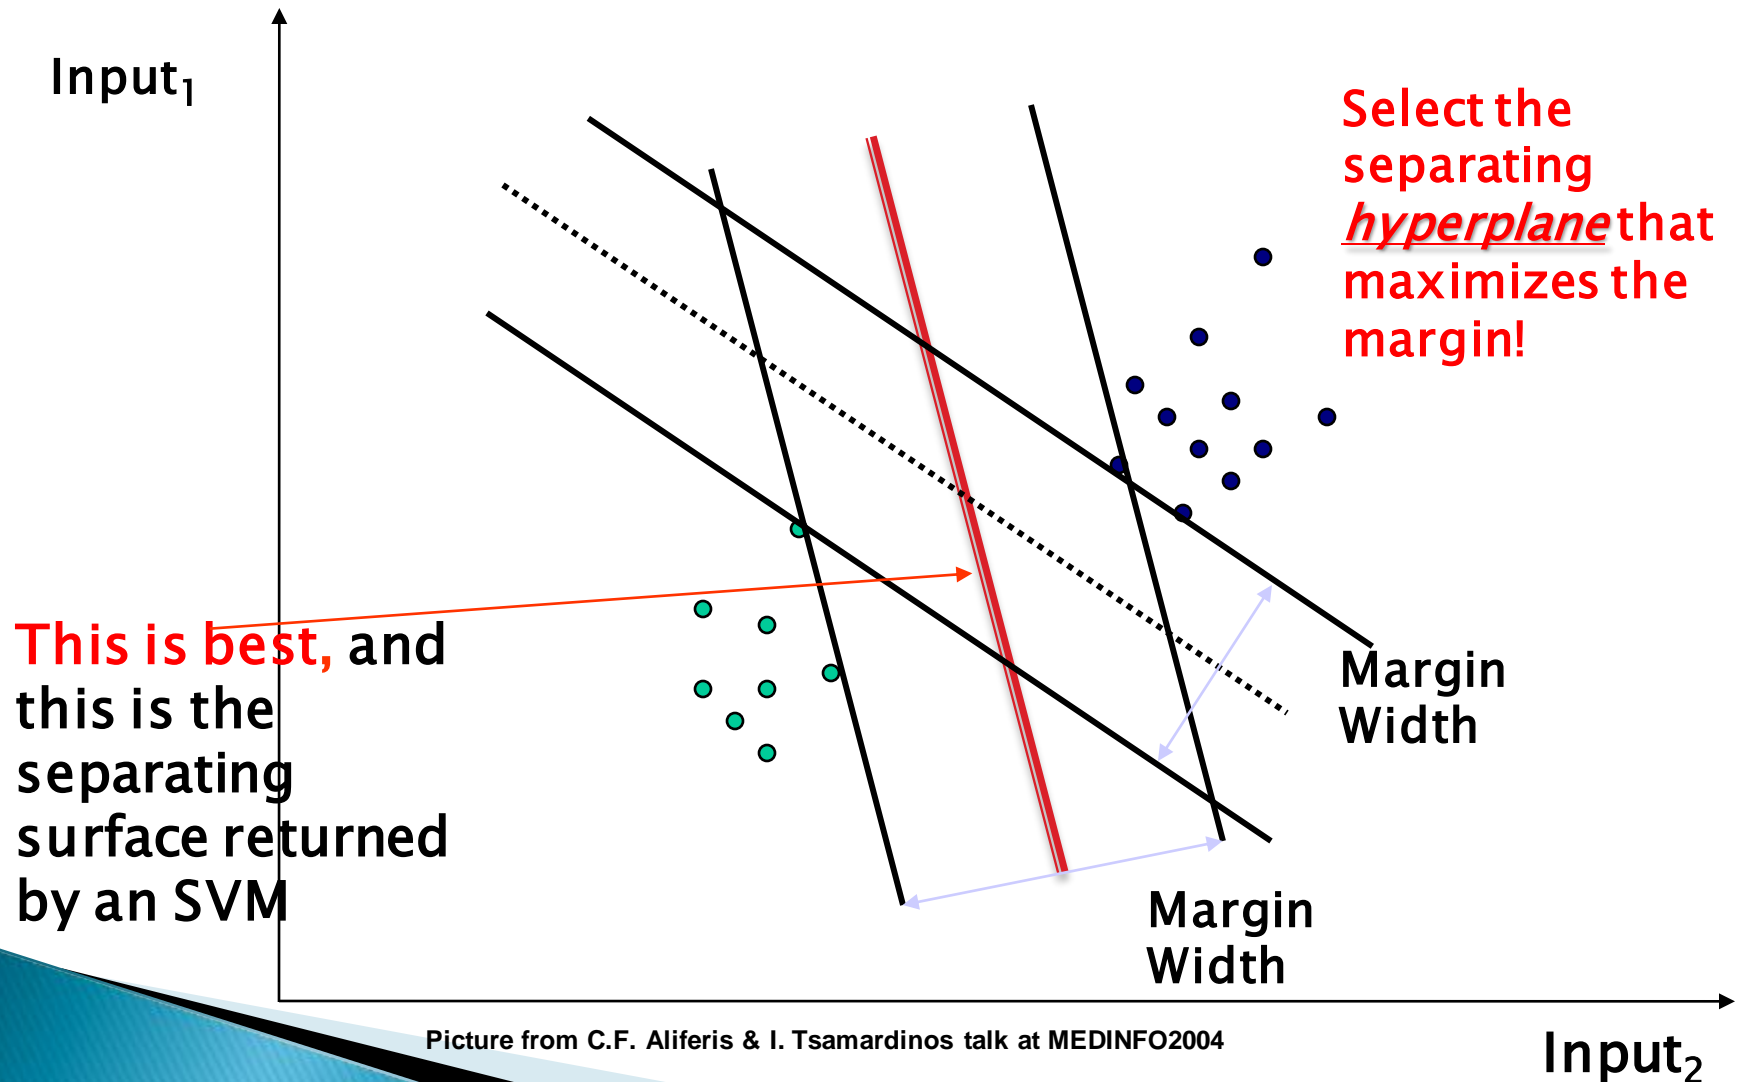 Input₁
Select the
separating
hyperplane that
maximizes the
margin!
This is best, and
this is the
separating
surface returned
by an SVM
Margin
Width
Margin
Width
Picture from C.F. Aliferis & I. Tsamardinos talk at MEDINFO2004
Input₂